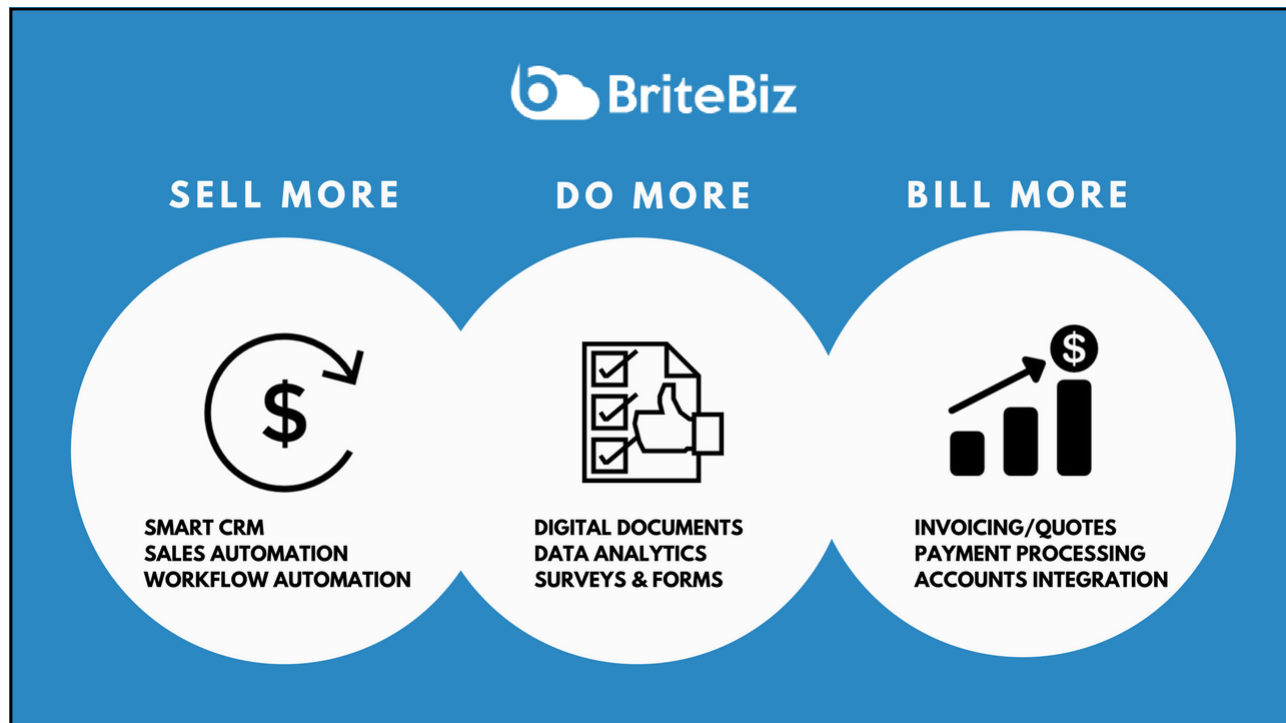 BriteBiz
SELL MORE
DO MORE
BILL MORE
$
SMART CRM
SALES AUTOMATION
WORKFLOW AUTOMATION
DIGITAL DOCUMENTS
DATA ANALYTICS
SURVEYS & FORMS
$
INVOICING/QUOTES
PAYMENT PROCESSING
ACCOUNTS INTEGRATION